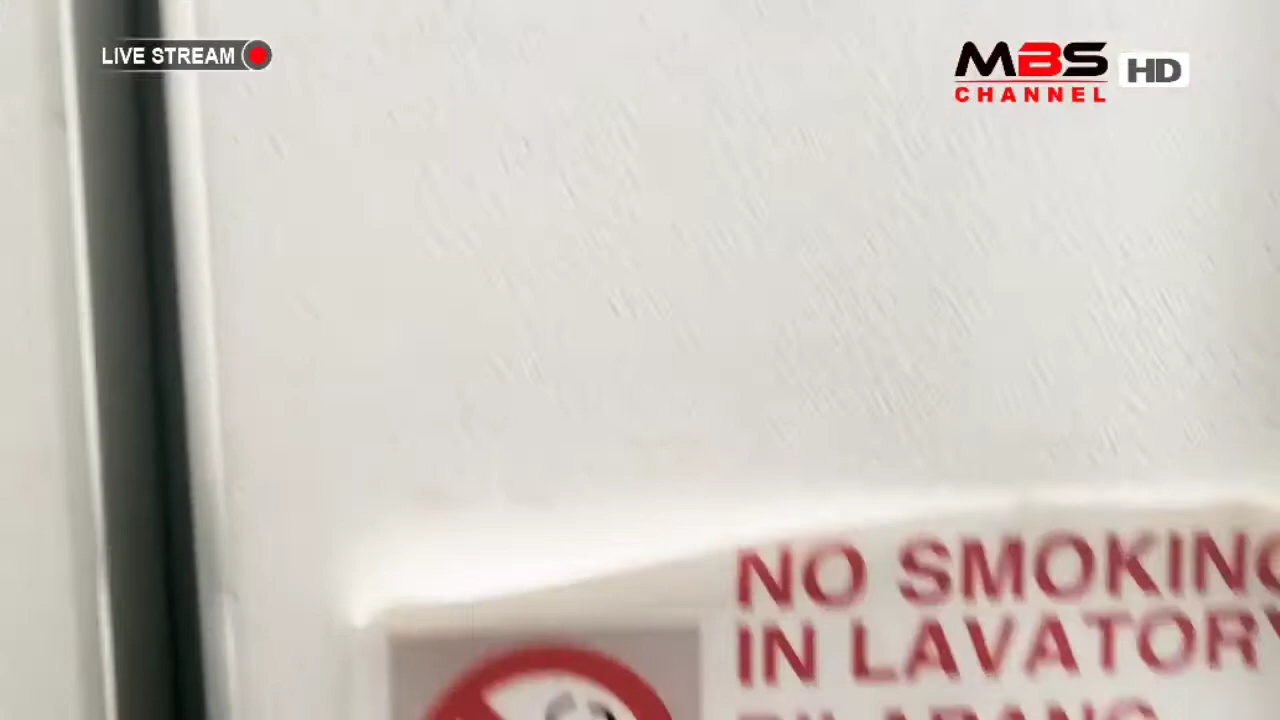 LIVE STREAM
MBS HD
CHANNEL
NO SMOKING
IN LAVATORY